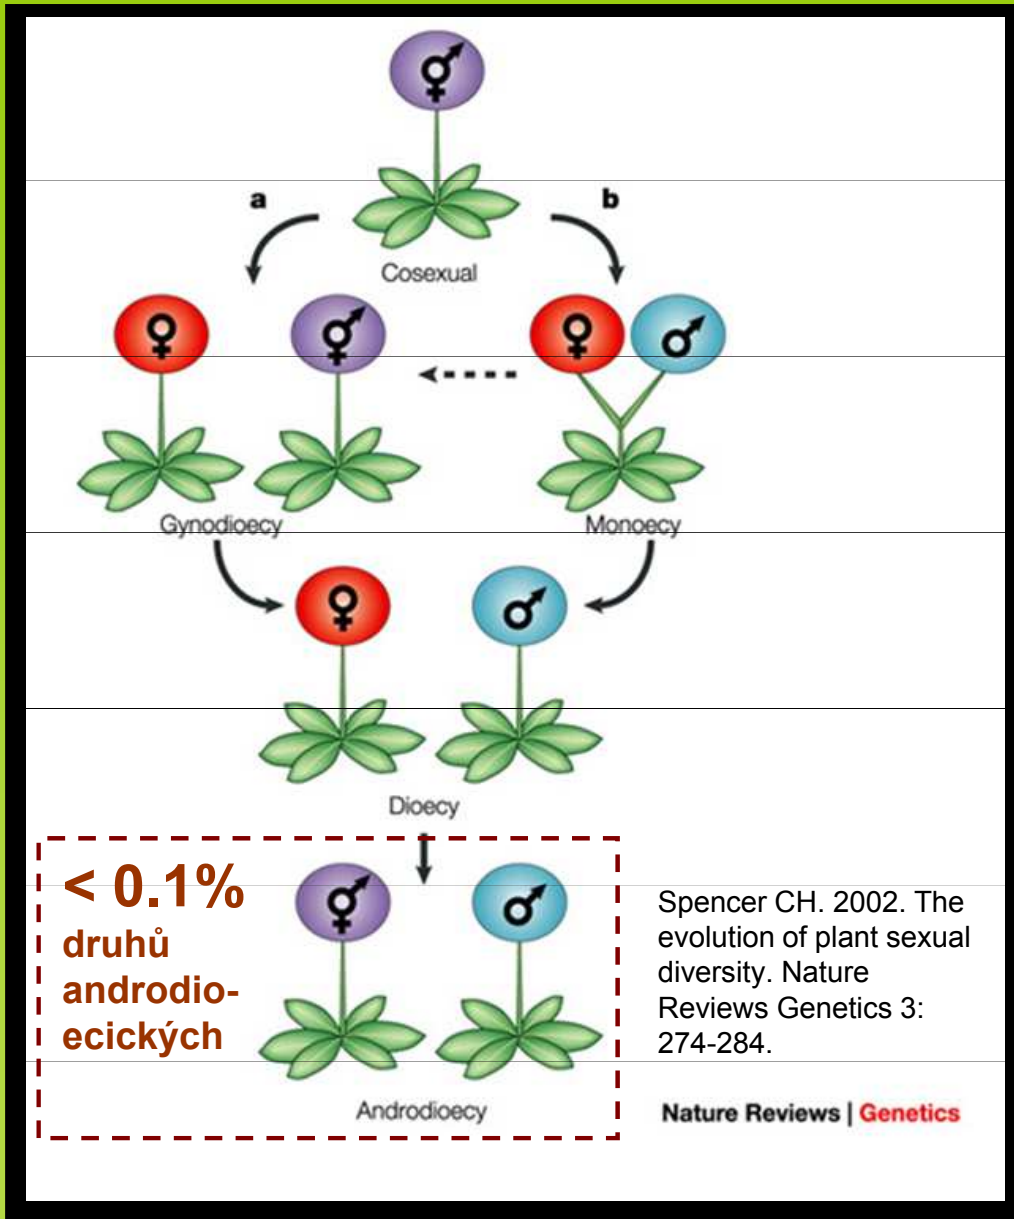 a
b
Cosexual
Gynodioecy
Monoecy
Dioecy
< 0.1%
druhů
androdio-
ecických
Androdioecy
Spencer CH. 2002. The
evolution of plant sexual
diversity. Nature
Reviews Genetics 3:
274-284.
Nature Reviews | Genetics